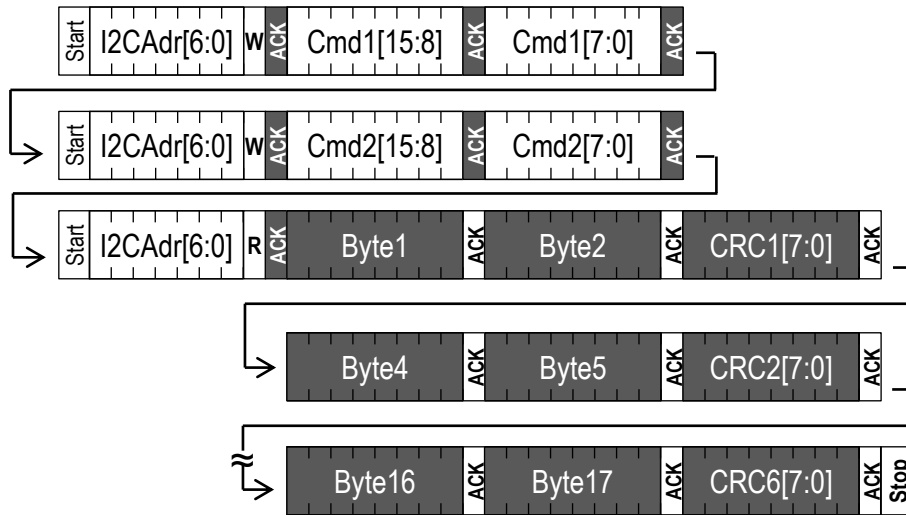 Start I2CAdr[6:0] W ACK Cmd1[15:8] ACK Cmd1[7:0] ACK
Start I2CAdr[6:0] W ACK Cmd2[15:8] ACK Cmd2[7:0] ACK
Start I2CAdr[6:0] R ACK Byte1 ACK Byte2 ACK CRC1[7:0] ACK
Byte4 ACK Byte5 ACK CRC2[7:0] ACK
Byte16 ACK Byte17 ACK CRC6[7:0] ACK Stop